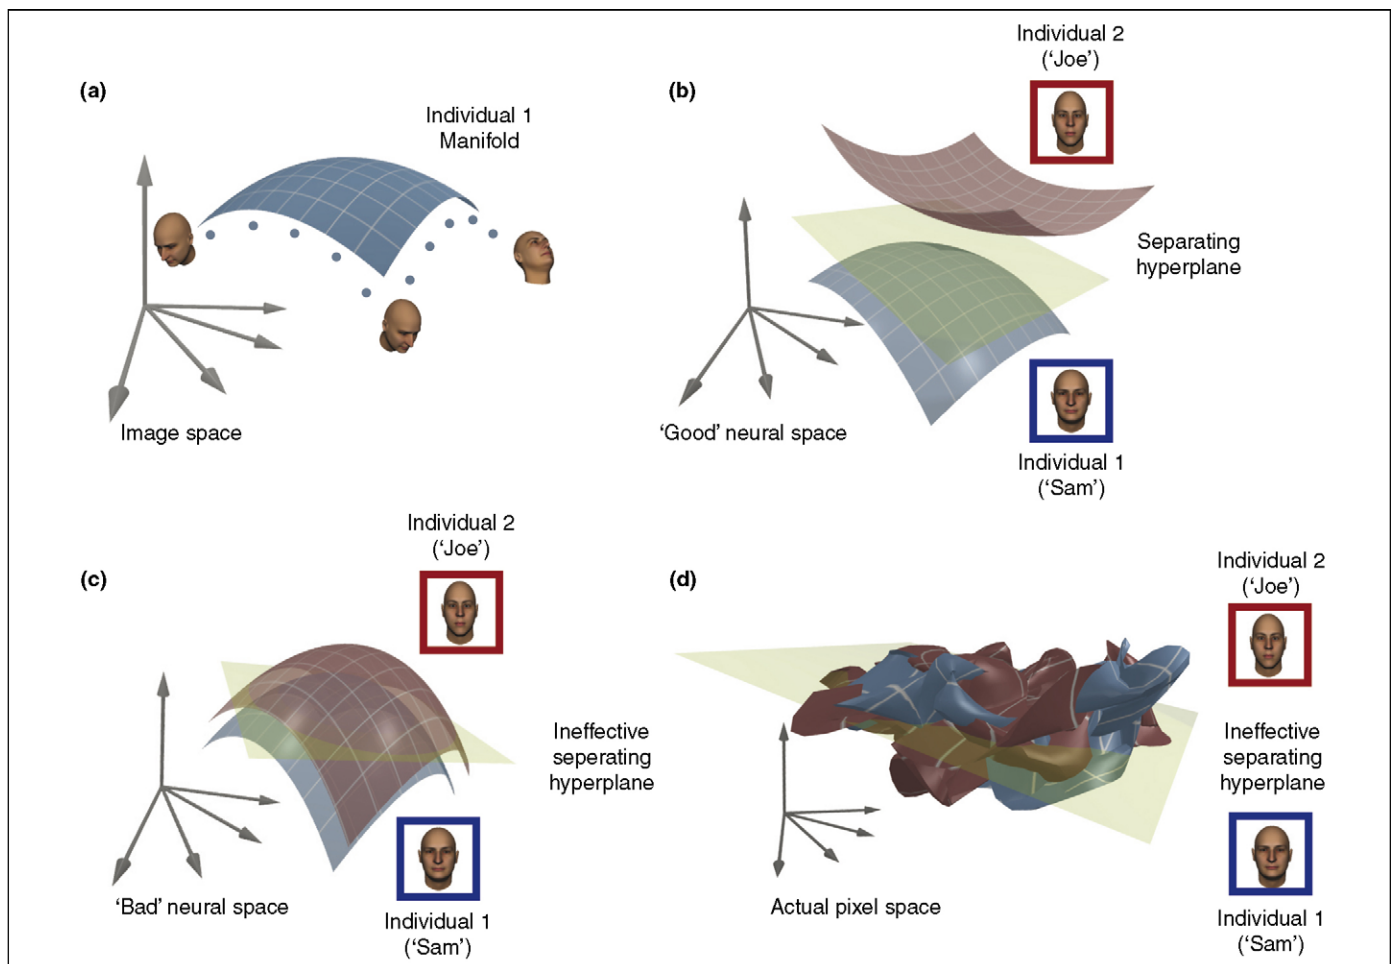 (a)
Individual 1
Manifold
Image space
(b)
Individual 2
(‘Joe’)
Separating
hyperplane
‘Good’ neural space
Individual 1
(‘Sam’)
(c)
Individual 2
(‘Joe’)
Ineffective
seperating
hyperplane
‘Bad’ neural space
Individual 1
(‘Sam’)
(d)
Individual 2
(‘Joe’)
Ineffective
separating
hyperplane
Actual pixel space
Individual 1
(‘Sam’)